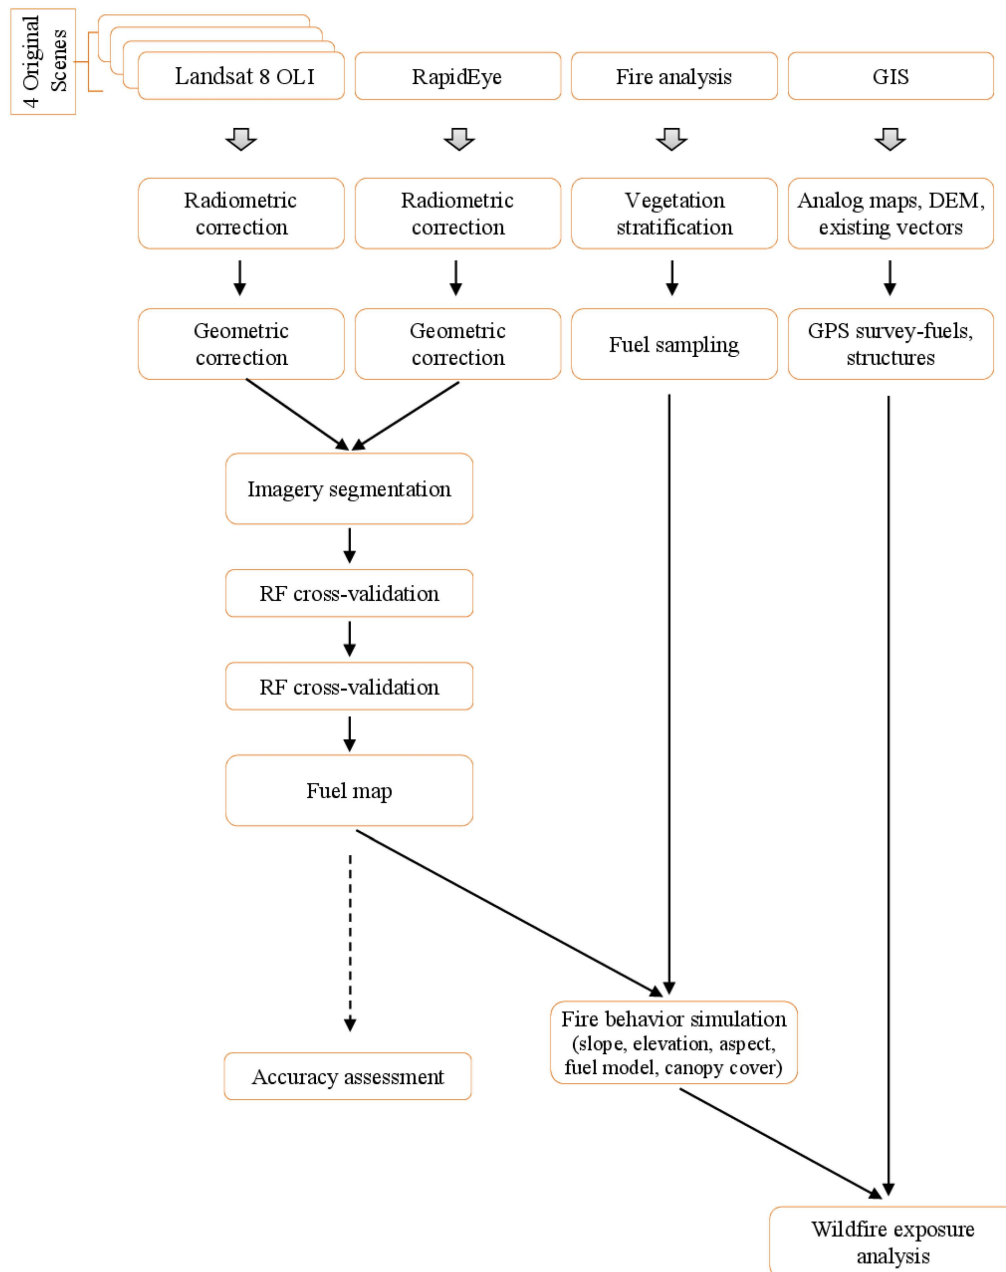 4 Original
Scenes
Landsat 8 OLI
RapidEye
Fire analysis
GIS
Radiometric
correction
Radiometric
correction
Vegetation
stratification
Analog maps, DEM,
existing vectors
Geometric
correction
Geometric
correction
Fuel sampling
GPS survey-fuels,
structures
Imagery segmentation
RF cross-validation
RF cross-validation
Fuel map
Fire behavior simulation
(slope, elevation, aspect,
fuel model, canopy cover)
Accuracy assessment
Wildfire exposure
analysis